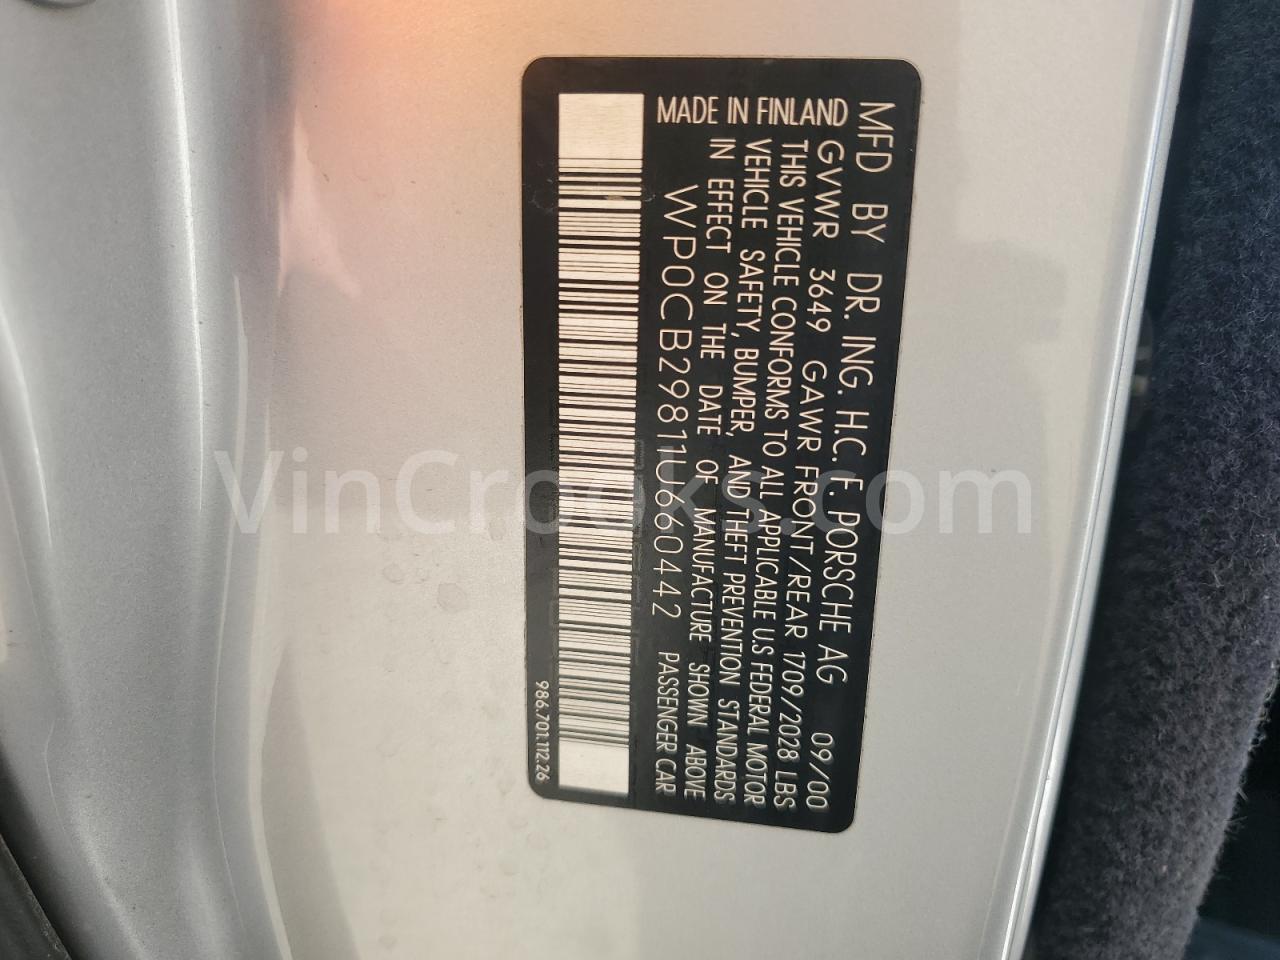 MFD BY DR. ING. H.C. F. PORSCHE AG 09/00
GVWR 3649 GAWR FRONT/REAR 1709/2028 LBS
THIS VEHICLE CONFORMS TO ALL APPLICABLE U.S FEDERAL MOTOR
VEHICLE SAFETY, BUMPER, AND THEFT PREVENTION STANDARDS
IN EFFECT ON THE DATE OF MANUFACTURE SHOWN ABOVE
MADE IN FINLAND
WP0CB29811U660442 PASSENGER CAR
986.701.112.26
VinCrooks.com